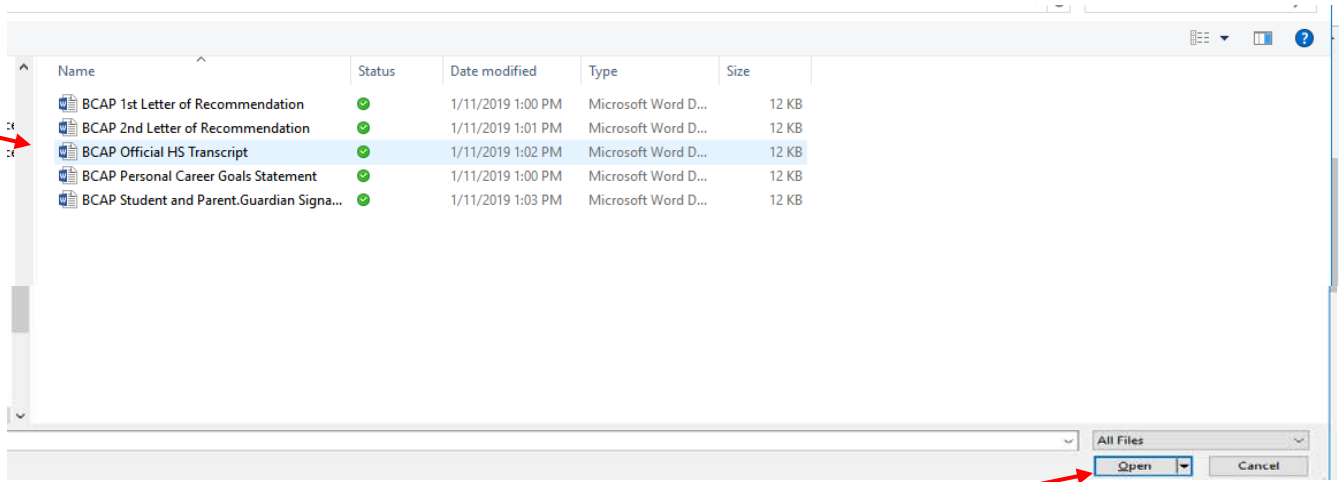 Name Status Date modified Type Size
BCAP 1st Letter of Recommendation 1/11/2019 1:00 PM Microsoft Word D... 12 KB
BCAP 2nd Letter of Recommendation 1/11/2019 1:01 PM Microsoft Word D... 12 KB
BCAP Official HS Transcript 1/11/2019 1:02 PM Microsoft Word D... 12 KB
BCAP Personal Career Goals Statement 1/11/2019 1:00 PM Microsoft Word D... 12 KB
BCAP Student and Parent.Guardian Signa... 1/11/2019 1:03 PM Microsoft Word D... 12 KB
All Files
Open Cancel